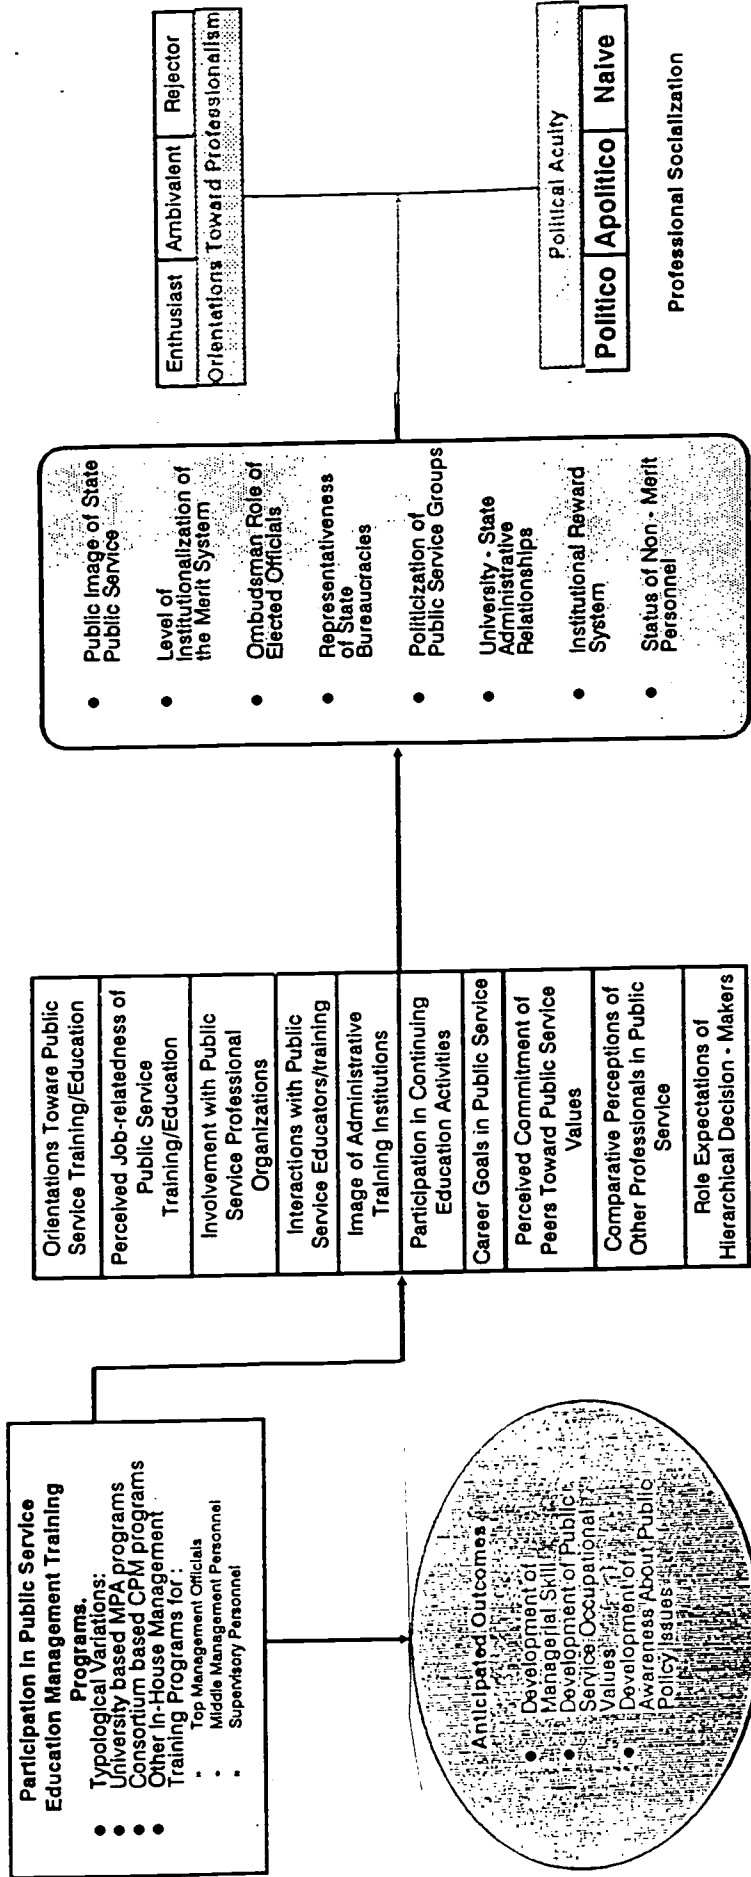 Participation in Public Service
Education Management Training
Programs.
● Typological Variations:
● University based MPA programs
● Consortium based CPM programs
● Other In-House Management
Training Programs for :
• Top Management Officials
• Middle Management Personnel
• Supervisory Personnel
Anticipated Outcomes
● Development of
Managerial Skill
● Development of Public
Service Occupational
Values
● Development of
Awareness About Public
Policy Issues
Orientations Toware Public
Service Training/Education
Perceived Job-relatedness of
Public Service
Training/Education
Involvement with Public
Service Professional
Organizations
Interactions with Public
Service Educators/training
Image of Administrative
Training Institutions
Participation in Continuing
Education Activities
Career Goals in Public Service
Perceived Commitment of
Peers Toward Public Service
Values
Comparative Perceptions of
Other Professionals in Public
Service
Role Expectations of
Hierarchical Decision - Makers
● Public Image of State
Public Service
● Level of
Institutionalization of
the Merit System
● Ombudsman Role of
Elected Officials
● Representativeness
of State
Bureaucracies
● Politicization of
Public Service Groups
● University - State
Administrative
Relationships
● Institutional Reward
System
● Status of Non - Merit
Personnel
Enthusiast Ambivalent Rejector
Orientations Toward Professionalism
Political Acuity
Politico Apolitico Naive
Professional Socialization